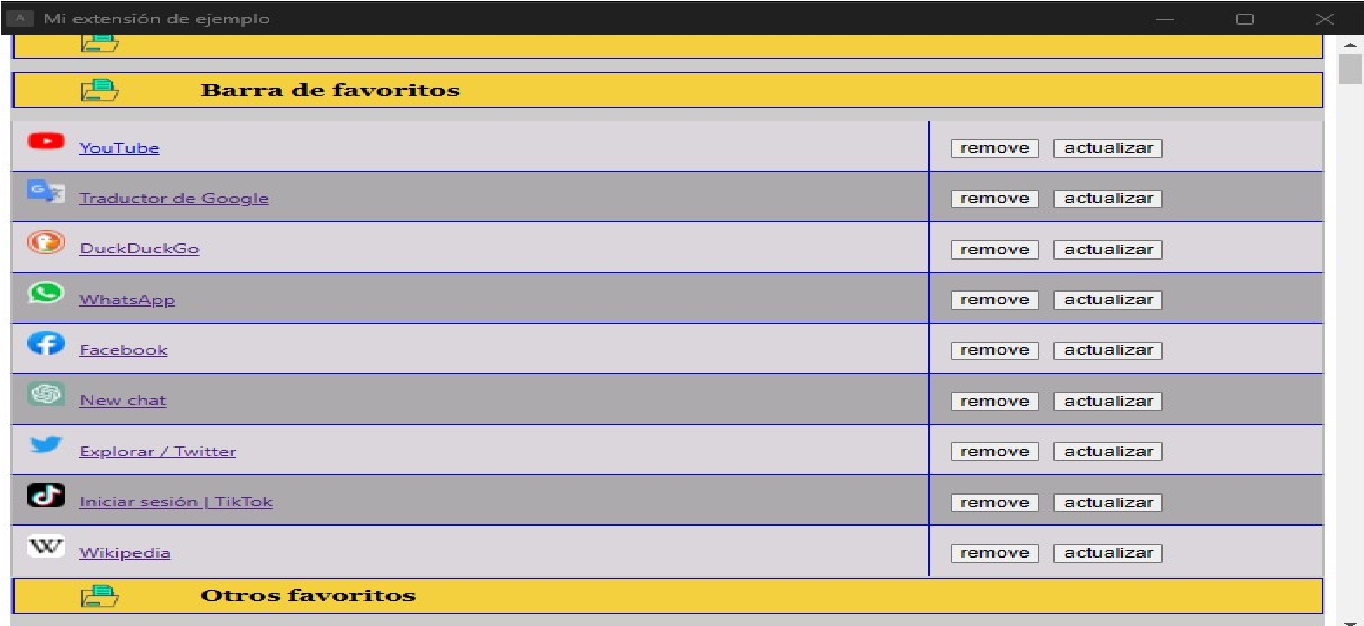 Mi extensión de ejemplo
Barra de favoritos
YouTube remove actualizar
Traductor de Google remove actualizar
DuckDuckGo remove actualizar
WhatsApp remove actualizar
Facebook remove actualizar
New chat remove actualizar
Explorar / Twitter remove actualizar
Iniciar sesión | TikTok remove actualizar
Wikipedia remove actualizar
Otros favoritos